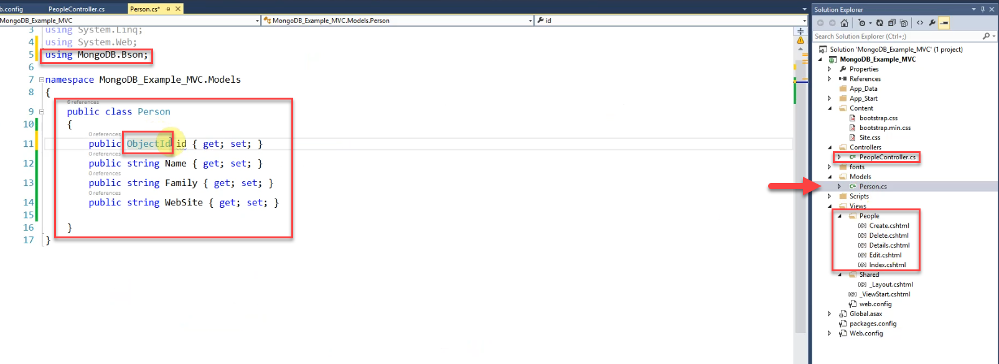 b.config PeopleController.cs Person.cs*
MongoDB_Example_MVC MongoDB_Example_MVC.Models.Person id
3 using System.Linq;
4 using System.Web;
5 using MongoDB.Bson;
6
7 namespace MongoDB_Example_MVC.Models
8 {
6 references
9 public class Person
10 {
0 references
11 public ObjectId id { get; set; }
0 references
12 public string Name { get; set; }
0 references
13 public string Family { get; set; }
0 references
14 public string WebSite { get; set; }
15
16 }
17 }
Solution Explorer
Search Solution Explorer (Ctrl+;)
Solution 'MongoDB_Example_MVC' (1 project)
MongoDB_Example_MVC
Properties
References
App_Data
App_Start
Content
bootstrap.css
bootstrap.min.css
Site.css
Controllers
C# PeopleController.cs
fonts
Models
C# Person.cs
Scripts
Views
People
[@] Create.cshtml
[@] Delete.cshtml
[@] Details.cshtml
[@] Edit.cshtml
[@] Index.cshtml
Shared
[@] _Layout.cshtml
[@] _ViewStart.cshtml
web.config
Global.asax
packages.config
Web.config